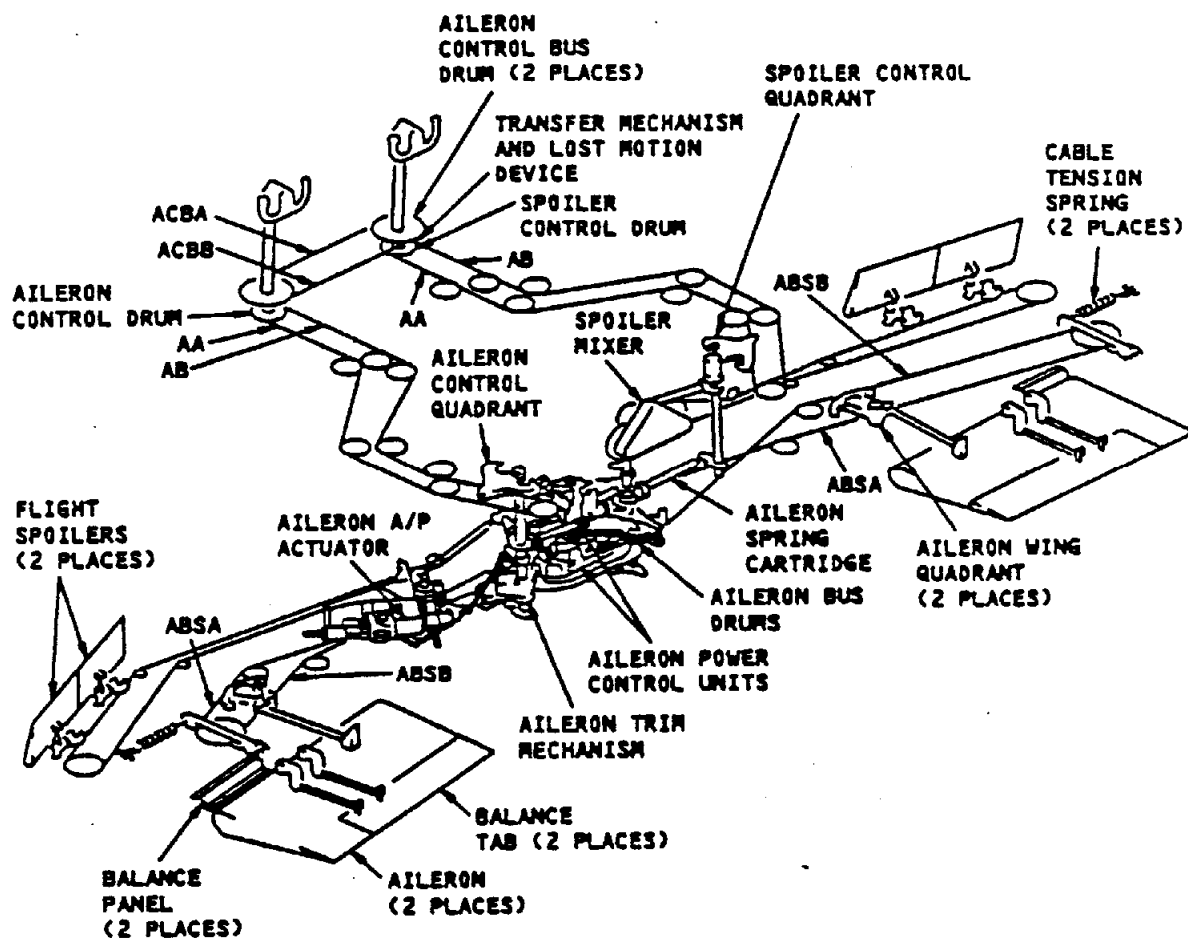 AILERON
CONTROL BUS
DRUM (2 PLACES)
SPOILER CONTROL
QUADRANT
TRANSFER MECHANISM
AND LOST MOTION
DEVICE
CABLE
TENSION
SPRING
(2 PLACES)
ACBA
SPOILER
CONTROL DRUM
ACBB
AB
ABSB
AILERON
CONTROL DRUM
AA
SPOILER
MIXER
AA
AB
AILERON
CONTROL
QUADRANT
ABSA
FLIGHT
SPOILERS
(2 PLACES)
AILERON A/P
ACTUATOR
AILERON
SPRING
CARTRIDGE
AILERON WING
QUADRANT
(2 PLACES)
AILERON BUS
DRUMS
ABSA
ABSB
AILERON POWER
CONTROL UNITS
AILERON TRIM
MECHANISM
BALANCE
TAB (2 PLACES)
BALANCE
PANEL
(2 PLACES)
AILERON
(2 PLACES)